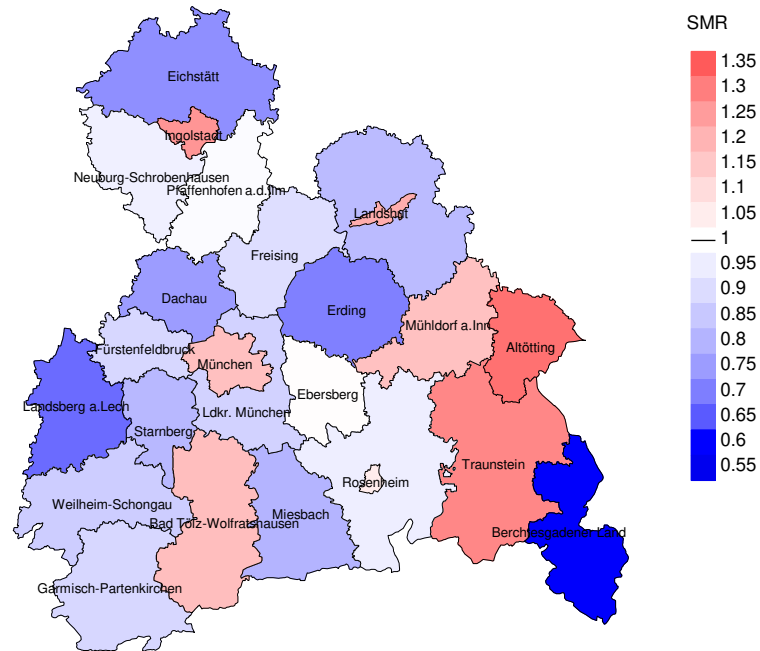 SMR
1.35
1.3
1.25
1.2
1.15
1.1
1.05
1
0.95
0.9
0.85
0.8
0.75
0.7
0.65
0.6
0.55
Eichstätt
Ingolstadt
Neuburg-Schrobenhausen
Pfaffenhofen a.d.Ilm
Landshut
Freising
Dachau
Erding
Mühldorf a.Inn
Altötting
Fürstenfeldbruck
München
Ebersberg
Landsberg a.Lech
Ldkr. München
Starnberg
Traunstein
Rosenheim
Weilheim-Schongau
Miesbach
Bad Tölz-Wolfratshausen
Berchtesgadener Land
Garmisch-Partenkirchen